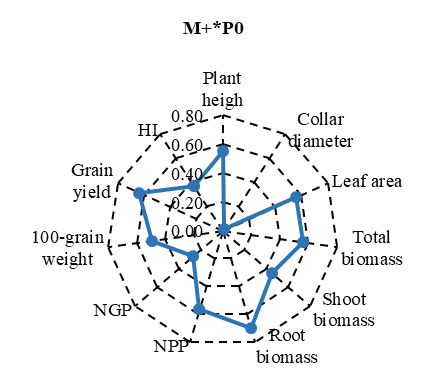 M+*P0
Plant
heigh
Collar
diameter
Leaf area
Total
biomass
Shoot
biomass
Root
biomass
NPP
NGP
100-grain
weight
Grain
yield
HI
0.80
0.60
0.40
0.20
0.00